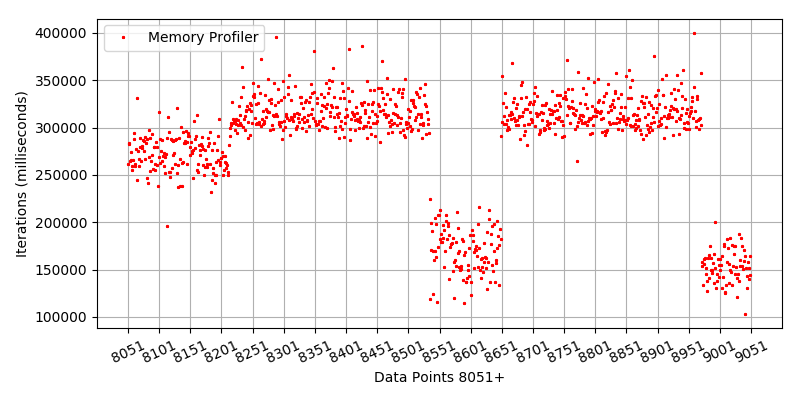 Memory Profiler
Iterations (milliseconds)
400000
350000
300000
250000
200000
150000
100000
8051 8101 8151 8201 8251 8301 8351 8401 8451 8501 8551 8601 8651 8701 8751 8801 8851 8901 8951 9001 9051
Data Points 8051+